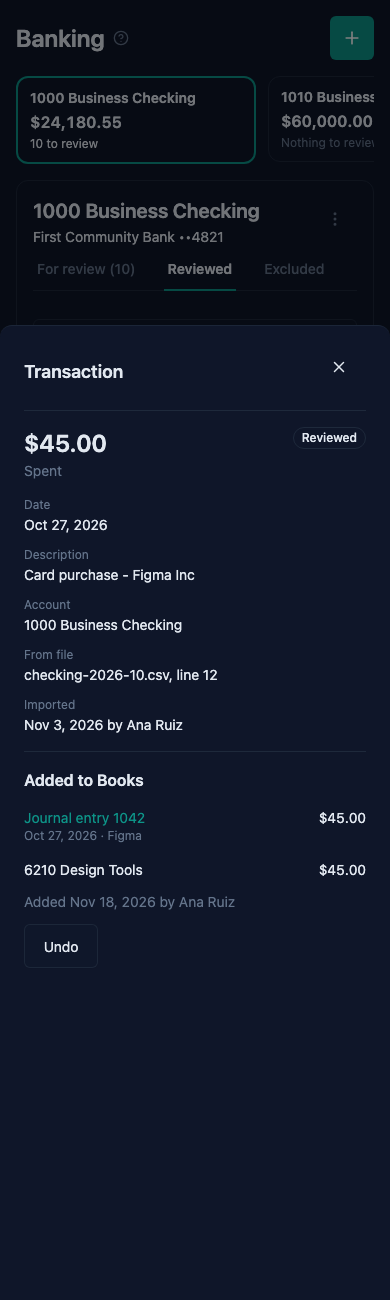 Banking
1000 Business Checking
$24,180.55
10 to review
1010 Business
$60,000.00
Nothing to review
1000 Business Checking
First Community Bank ••4821
For review (10)
Reviewed
Excluded
Transaction
$45.00
Reviewed
Spent
Date
Oct 27, 2026
Description
Card purchase - Figma Inc
Account
1000 Business Checking
From file
checking-2026-10.csv, line 12
Imported
Nov 3, 2026 by Ana Ruiz
Added to Books
Journal entry 1042 $45.00
Oct 27, 2026 · Figma
6210 Design Tools $45.00
Added Nov 18, 2026 by Ana Ruiz
Undo